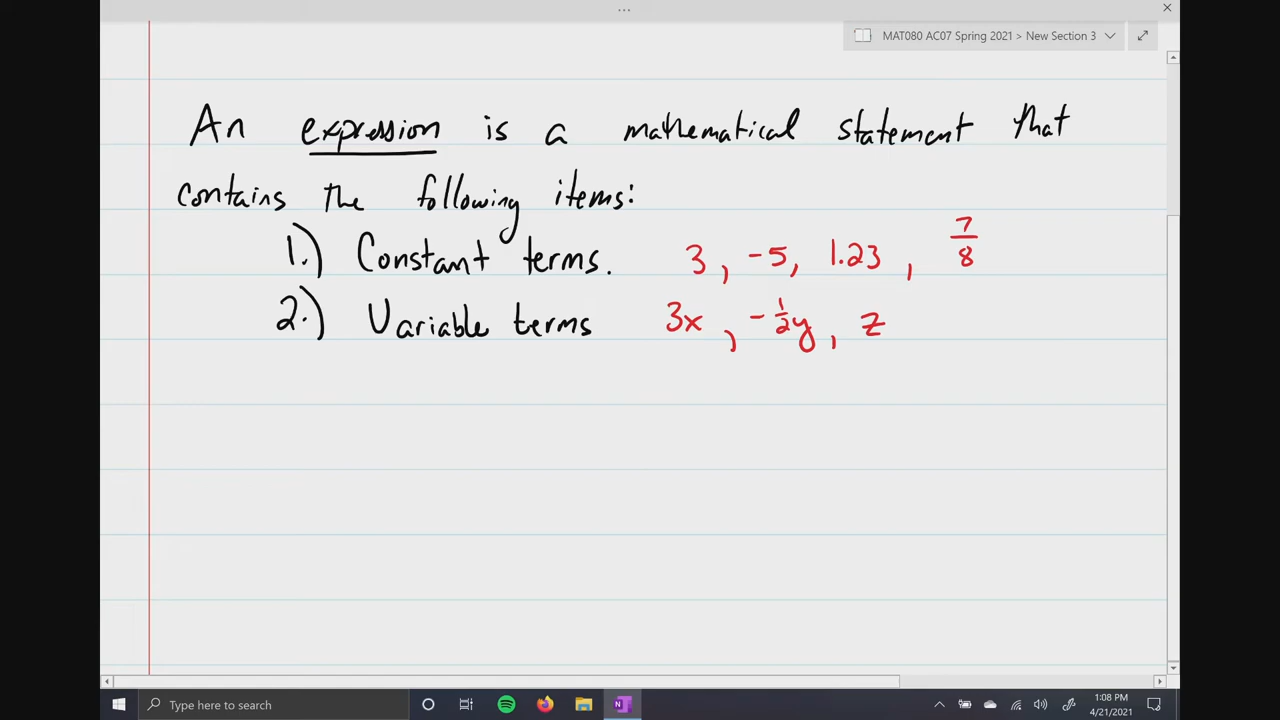 ...
MAT080 AC07 Spring 2021 > New Section 3
An expression is a mathematical statement that
contains the following items:
1.) Constant terms. 3, -5, 1.23, 7/8
2.) Variable terms 3x, -1/2y, z
Type here to search
1:08 PM
4/21/2021